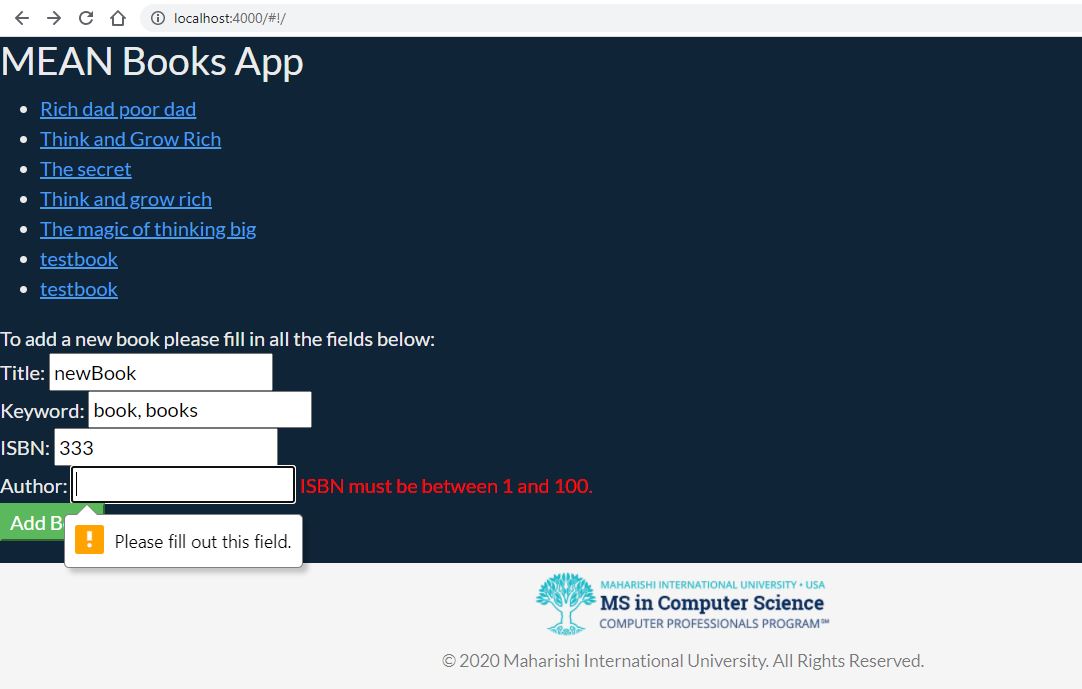 localhost:4000/#!/
MEAN Books App
Rich dad poor dad
Think and Grow Rich
The secret
Think and grow rich
The magic of thinking big
testbook
testbook
To add a new book please fill in all the fields below:
Title: newBook
Keyword: book, books
ISBN: 333
Author: ISBN must be between 1 and 100.
Add B
! Please fill out this field.
MAHARISHI INTERNATIONAL UNIVERSITY • USA
MS in Computer Science
COMPUTER PROFESSIONALS PROGRAM℠
© 2020 Maharishi International University. All Rights Reserved.